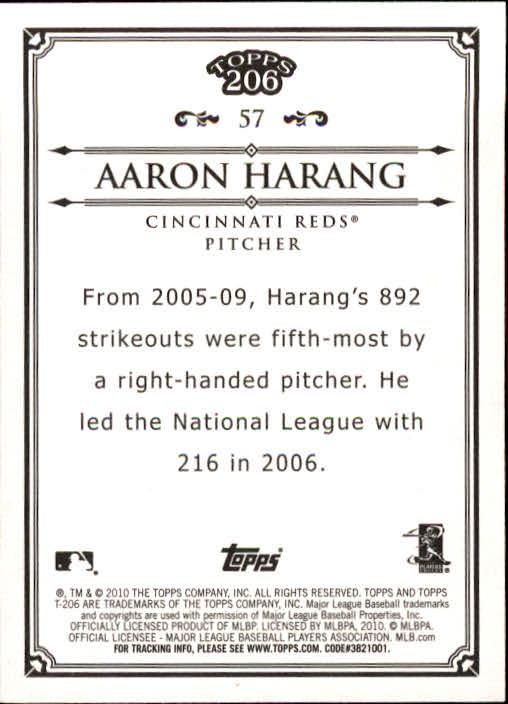 TOPPS
206
57
AARON HARANG
CINCINNATI REDS®
PITCHER
From 2005-09, Harang's 892
strikeouts were fifth-most by
a right-handed pitcher. He
led the National League with
216 in 2006.
Topps
PLAYERS
CHOICE ®
®, TM & © 2010 THE TOPPS COMPANY, INC. ALL RIGHTS RESERVED. TOPPS AND TOPPS
T-206 ARE TRADEMARKS OF THE TOPPS COMPANY, INC. Major League Baseball trademarks
and copyrights are used with permission of Major League Baseball Properties, Inc.
OFFICIALLY LICENSED PRODUCT OF MLBP. LICENSED BY MLBPA, 2010. © MLBPA.
OFFICIAL LICENSEE - MAJOR LEAGUE BASEBALL PLAYERS ASSOCIATION. MLB.com
FOR TRACKING INFO, PLEASE SEE WWW.TOPPS.COM. CODE#3821001.